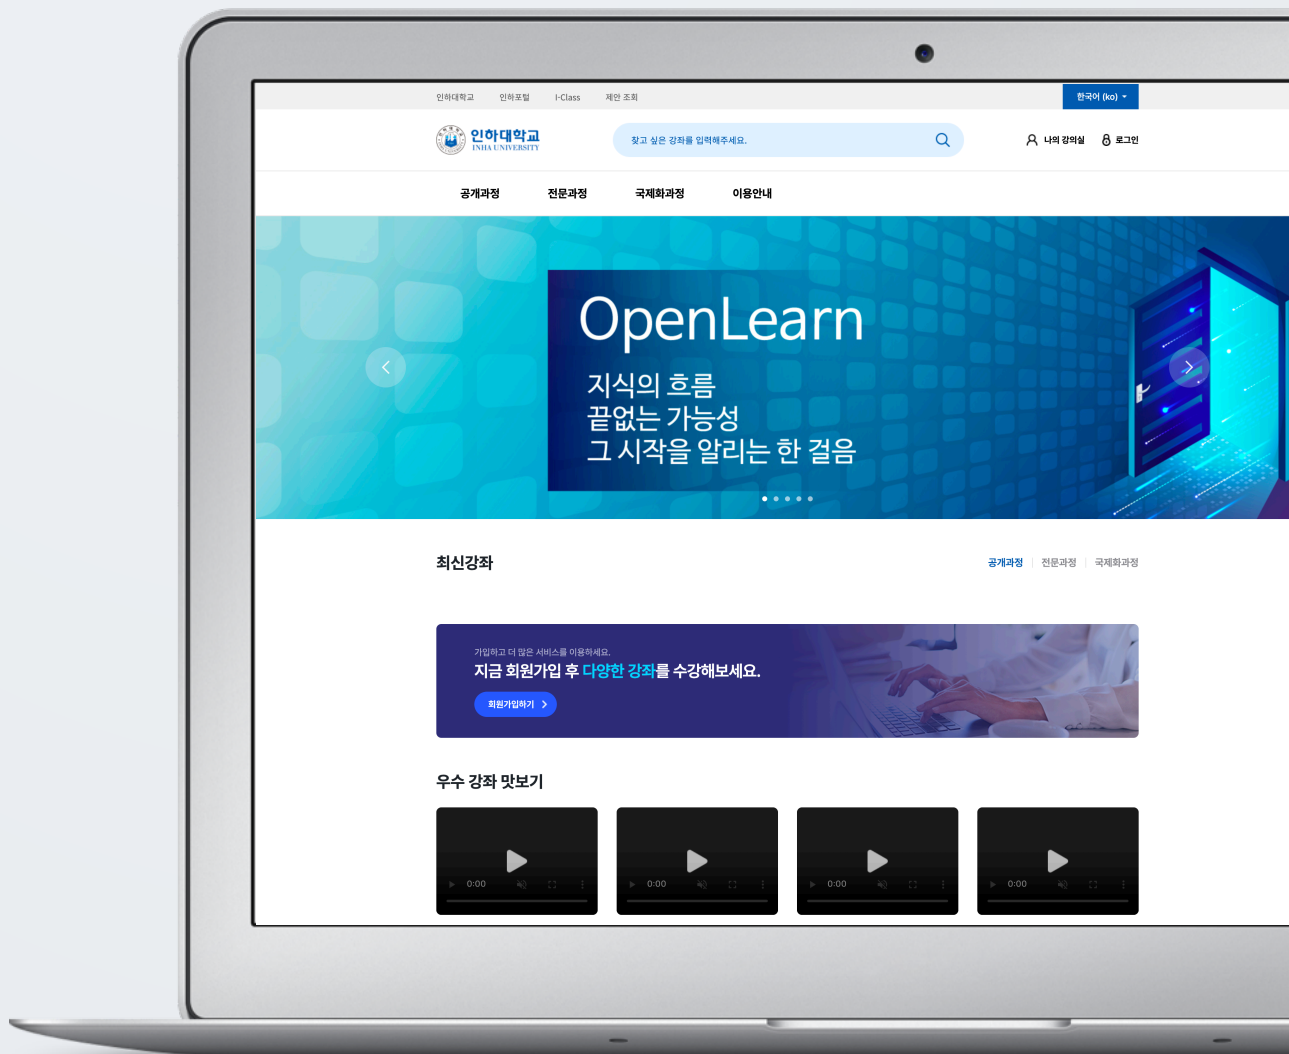 인하대학교 인하포털 I-Class 제안 조회 한국어 (ko)
인하대학교
INHA UNIVERSITY
찾고 싶은 강좌를 입력해주세요.
나의 강의실 로그인
공개과정 전문과정 국제화과정 이용안내
OpenLearn
지식의 흐름
끝없는 가능성
그 시작을 알리는 한 걸음
최신강좌
공개과정 전문과정 국제화과정
가입하고 더 많은 서비스를 이용하세요.
지금 회원가입 후 다양한 강좌를 수강해보세요.
회원가입하기
우수 강좌 맛보기
0:00 0:00 0:00 0:00